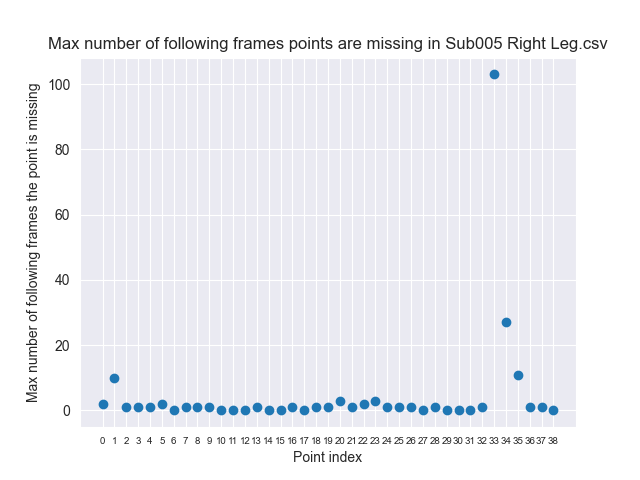 Max number of following frames points are missing in Sub005 Right Leg.csv
Max number of following frames the point is missing
100
80
60
40
20
0
0 1 2 3 4 5 6 7 8 9 10 11 12 13 14 15 16 17 18 19 20 21 22 23 24 25 26 27 28 29 30 31 32 33 34 35 36 37 38
Point index